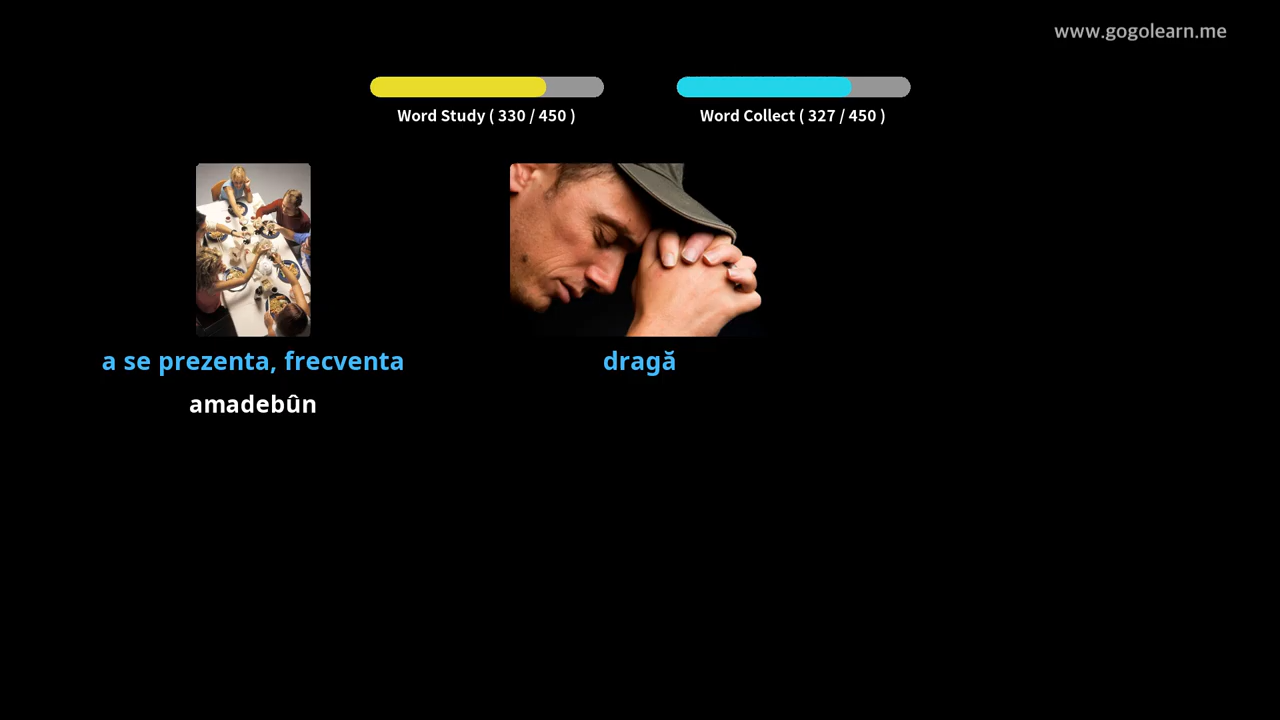 www.gogolearn.me
Word Study ( 330 / 450 )
Word Collect ( 327 / 450 )
a se prezenta, frecventa
amadebûn
dragă